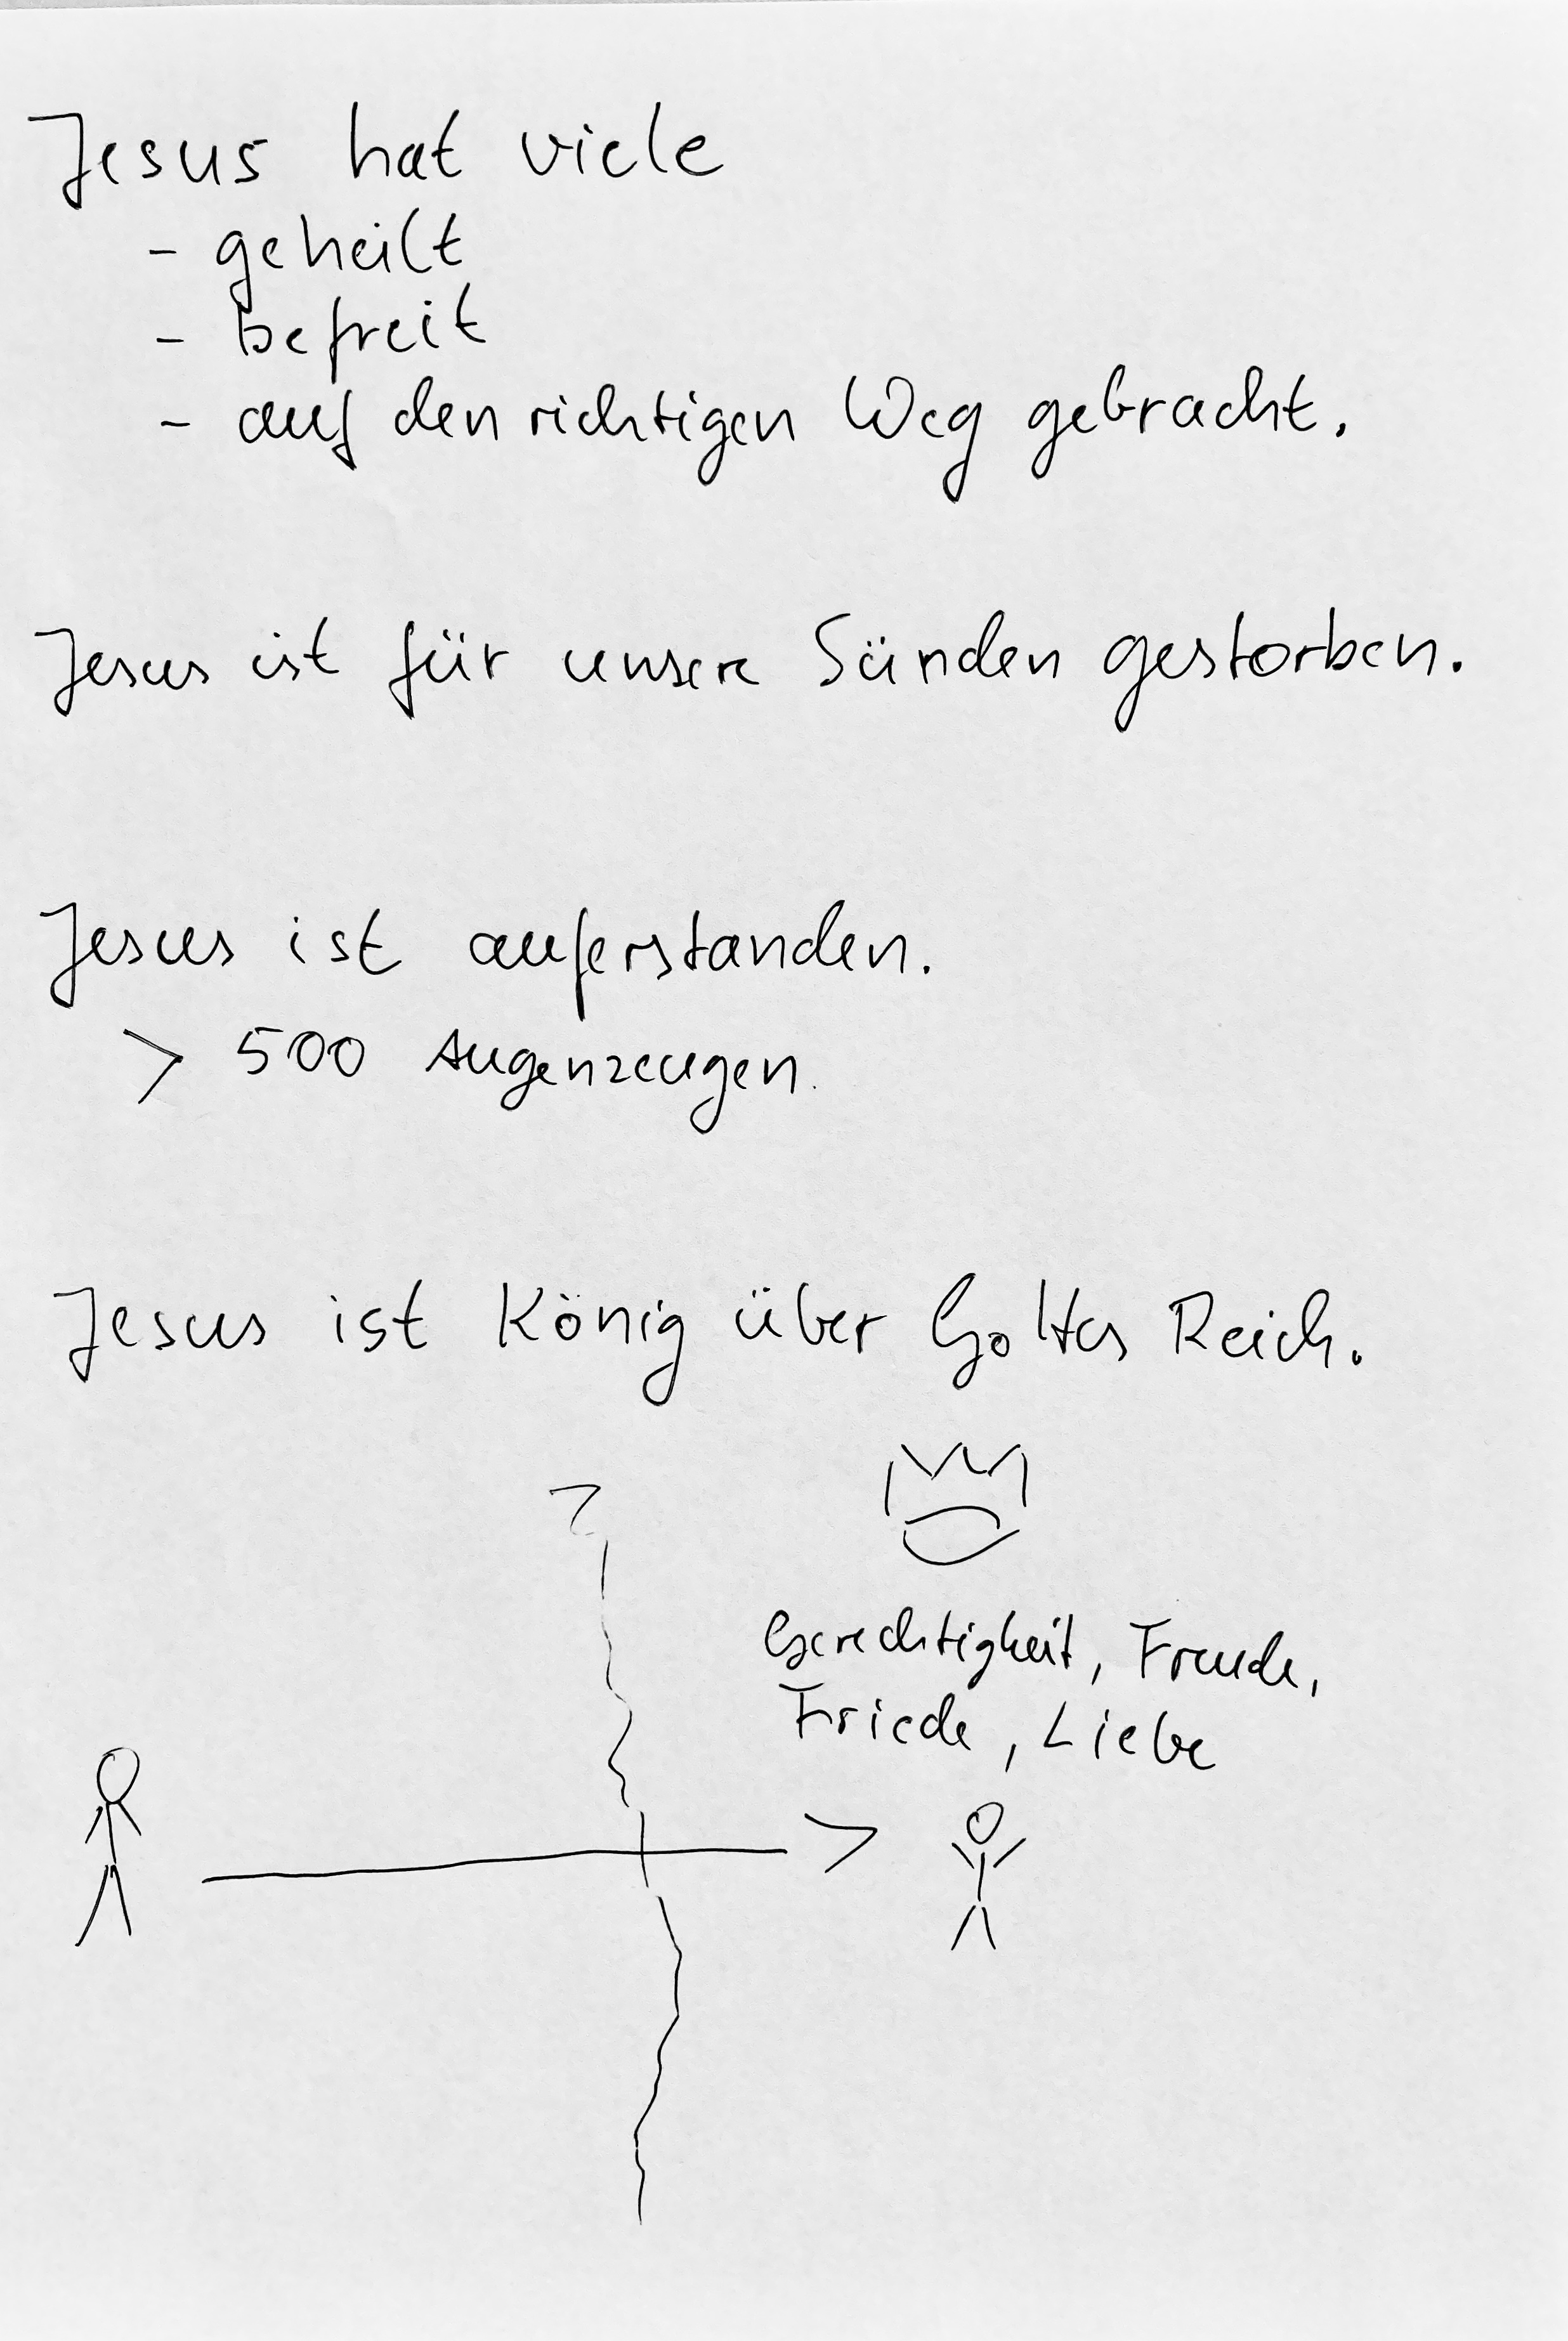 Jesus hat viele
- geheilt
- befreit
- auf den richtigen Weg gebracht.
Jesus ist für unsere Sünden gestorben.
Jesus ist auferstanden.
> 500 Augenzeugen.
Jesus ist König über Gottes Reich.
Gerechtigkeit, Freude,
Friede, Liebe